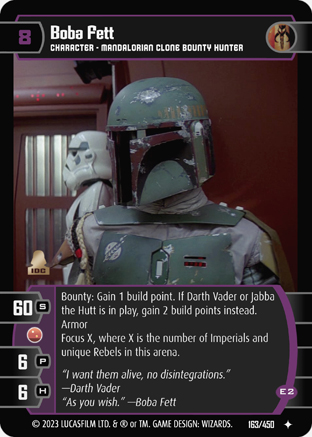 8
Boba Fett
CHARACTER - MANDALORIAN CLONE BOUNTY HUNTER
IDC
60 S
6 P
6 H
Bounty: Gain 1 build point. If Darth Vader or Jabba
the Hutt is in play, gain 2 build points instead.
Armor
Focus X, where X is the number of Imperials and
unique Rebels in this arena.
“I want them alive, no disintegrations.”
—Darth Vader
“As you wish.” —Boba Fett
E2
© 2023 LUCASFILM LTD. & ® or TM. GAME DESIGN: WIZARDS.
163/450